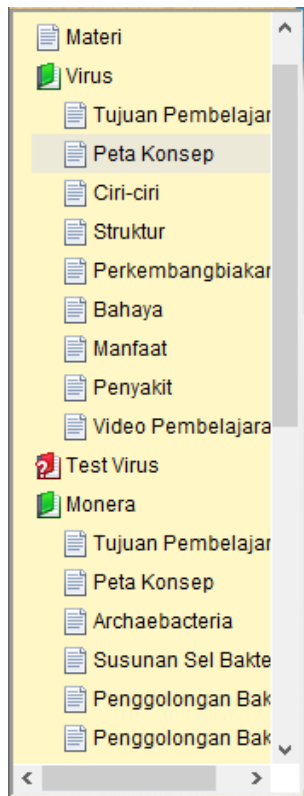 Materi
Virus
Tujuan Pembelajar
Peta Konsep
Ciri-ciri
Struktur
Perkembangbiakan
Bahaya
Manfaat
Penyakit
Video Pembelajara
Test Virus
Monera
Tujuan Pembelajar
Peta Konsep
Archaebacteria
Susunan Sel Bakte
Penggolongan Bak
Penggolongan Bak